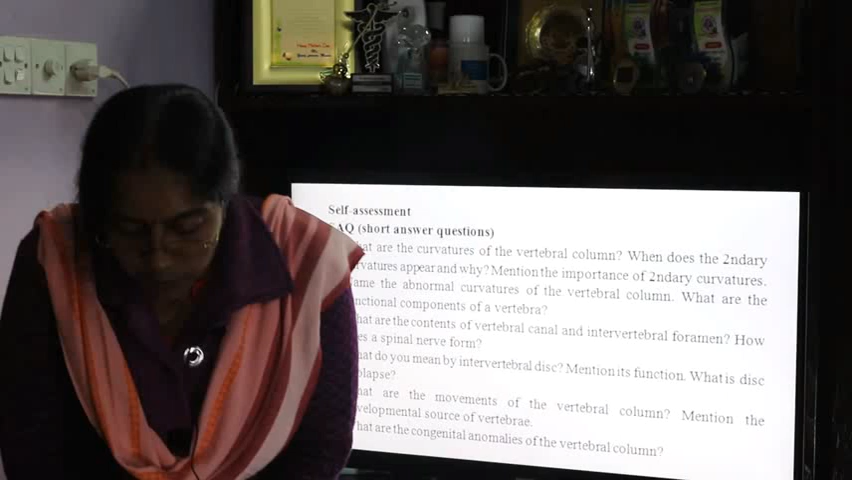 Self-assessment
SAQ (short answer questions)
at are the curvatures of the vertebral column? When does the 2ndary
rvatures appear and why? Mention the importance of 2ndary curvatures.
ame the abnormal curvatures of the vertebral column. What are the
nctional components of a vertebra?
hat are the contents of vertebral canal and intervertebral foramen? How
es a spinal nerve form?
hat do you mean by intervertebral disc? Mention its function. What is disc
lapse?
hat are the movements of the vertebral column? Mention the
velopmental source of vertebrae.
hat are the congenital anomalies of the vertebral column?